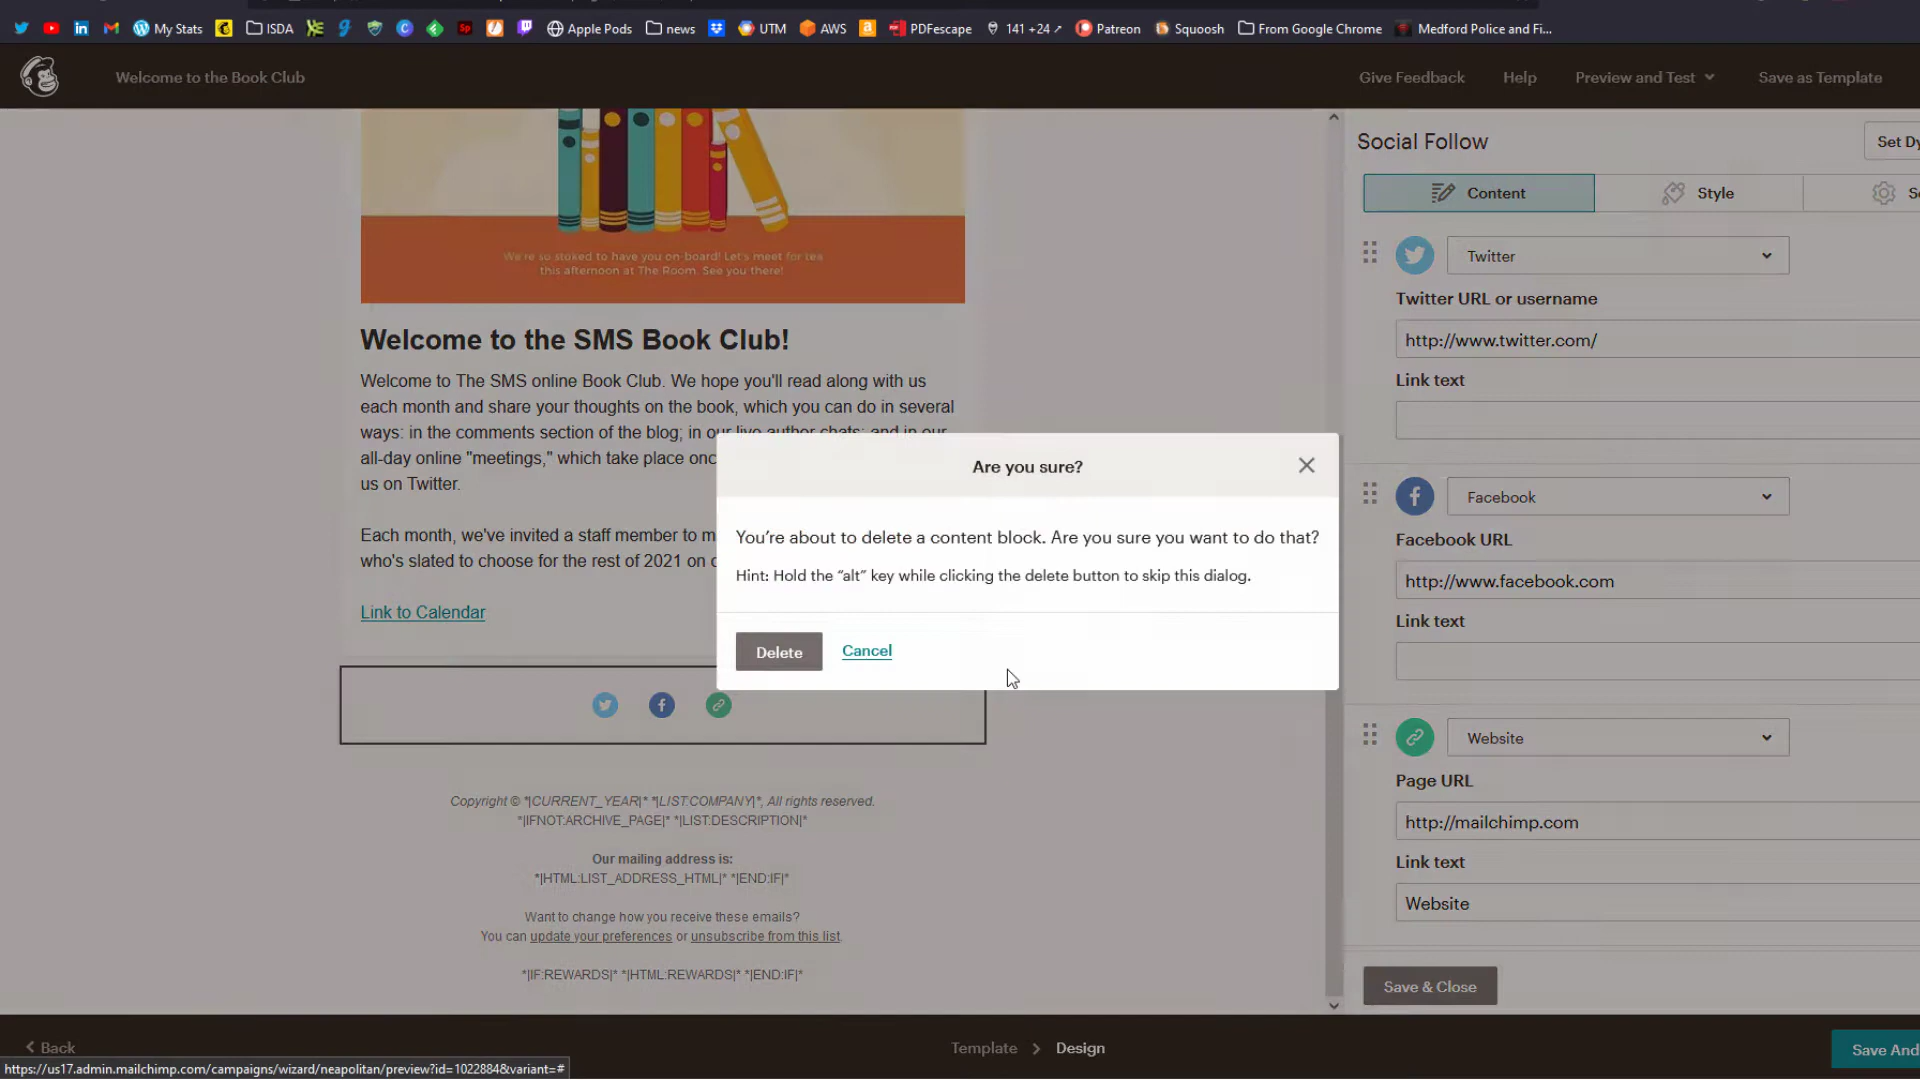 My Stats
ISDA
Apple Pods
news
UTM
AWS
PDFescape
141 +24
Patreon
Squoosh
From Google Chrome
Medford Police and Fi...
Welcome to the Book Club
Give Feedback
Help
Preview and Test
Save as Template
We're so stoked to have you on-board! Let's meet for tea
this afternoon at The Room. See you there!
Welcome to the SMS Book Club!
Welcome to The SMS online Book Club. We hope you'll read along with us
each month and share your thoughts on the book, which you can do in several
ways: in the comments section of the blog; in our live author chats; and in our
all-day online "meetings," which take place onc
us on Twitter.
Each month, we've invited a staff member to m
who's slated to choose for the rest of 2021 on c
Link to Calendar
Are you sure?
You're about to delete a content block. Are you sure you want to do that?
Hint: Hold the "alt" key while clicking the delete button to skip this dialog.
Delete
Cancel
Copyright © *|CURRENT_YEAR|* *|LIST:COMPANY|*, All rights reserved.
*|IFNOT:ARCHIVE_PAGE|* *|LIST:DESCRIPTION|*
Our mailing address is:
*|HTML:LIST_ADDRESS_HTML|* *|END:IF|*
Want to change how you receive these emails?
You can update your preferences or unsubscribe from this list.
*|IF:REWARDS|* *|HTML:REWARDS|* *|END:IF|*
Social Follow
Set Dy
Content
Style
Twitter
Twitter URL or username
http://www.twitter.com/
Link text
Facebook
Facebook URL
http://www.facebook.com
Link text
Website
Page URL
http://mailchimp.com
Link text
Website
Save & Close
Back
Template
Design
Save And
https://us17.admin.mailchimp.com/campaigns/wizard/neapolitan/preview?id=1022884&variant=#